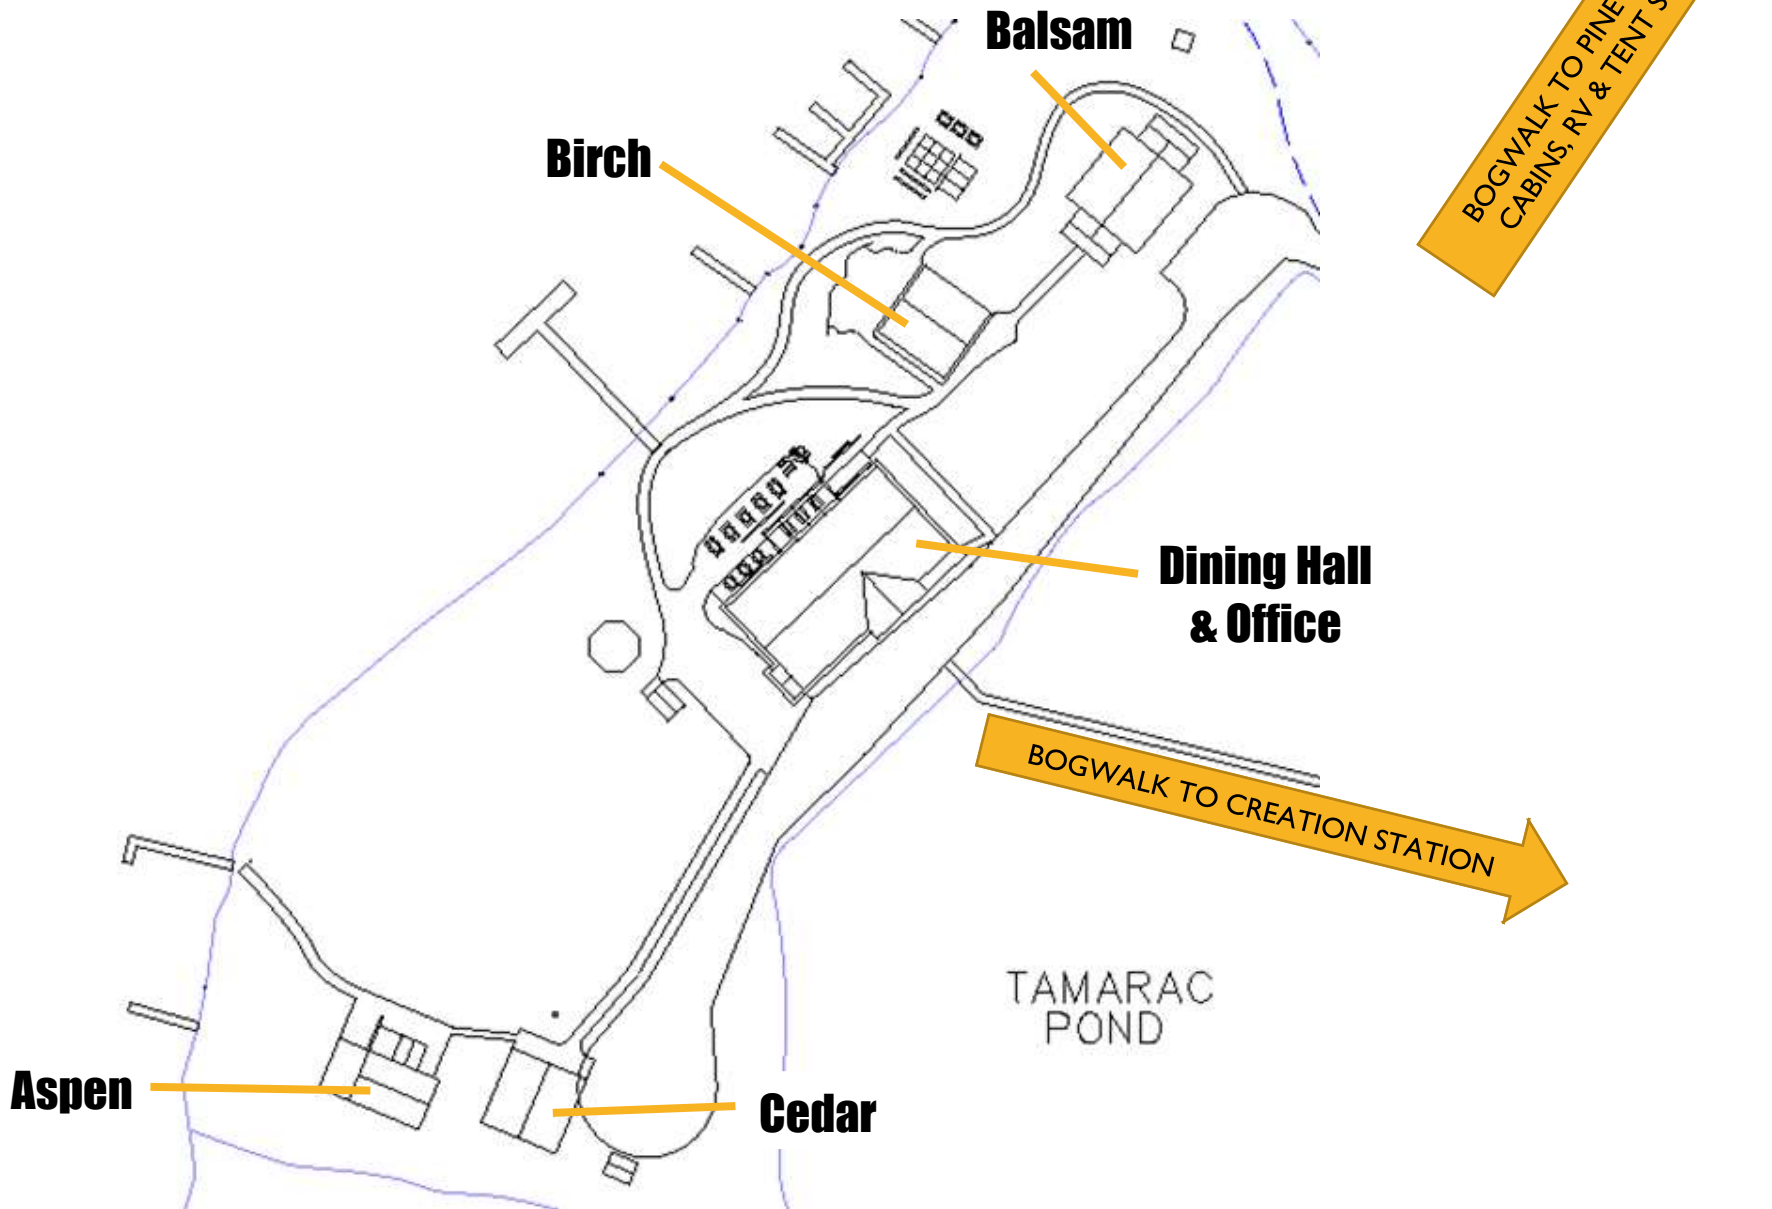 Balsam
BOGWALK TO PINE
CABINS, RV & TENT S
Birch
Dining Hall
& Office
BOGWALK TO CREATION STATION
TAMARAC
POND
Aspen
Cedar